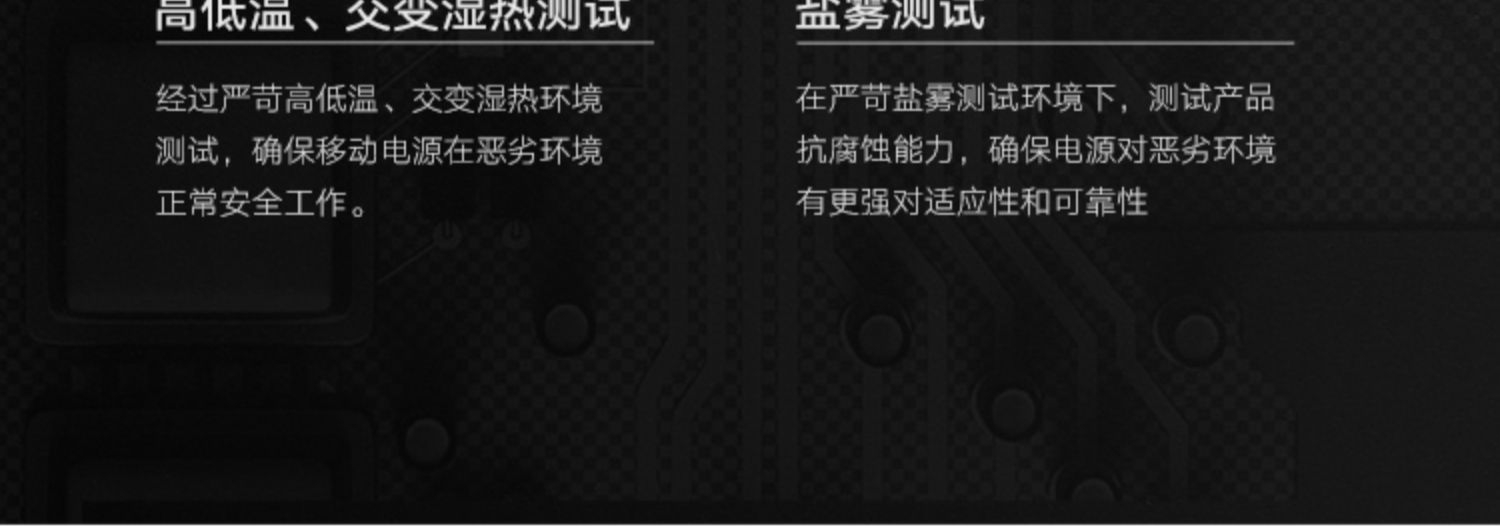 高低温、交变湿热测试
经过严苛高低温、交变湿热环境
测试，确保移动电源在恶劣环境
正常安全工作。
盐雾测试
在严苛盐雾测试环境下，测试产品
抗腐蚀能力，确保电源对恶劣环境
有更强对适应性和可靠性